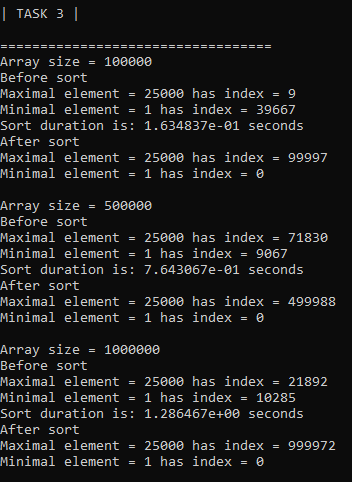 | TASK 3 |
==================================
Array size = 100000
Before sort
Maximal element = 25000 has index = 9
Minimal element = 1 has index = 39667
Sort duration is: 1.634837e-01 seconds
After sort
Maximal element = 25000 has index = 99997
Minimal element = 1 has index = 0
Array size = 500000
Before sort
Maximal element = 25000 has index = 71830
Minimal element = 1 has index = 9067
Sort duration is: 7.643067e-01 seconds
After sort
Maximal element = 25000 has index = 499988
Minimal element = 1 has index = 0
Array size = 1000000
Before sort
Maximal element = 25000 has index = 21892
Minimal element = 1 has index = 10285
Sort duration is: 1.286467e+00 seconds
After sort
Maximal element = 25000 has index = 999972
Minimal element = 1 has index = 0